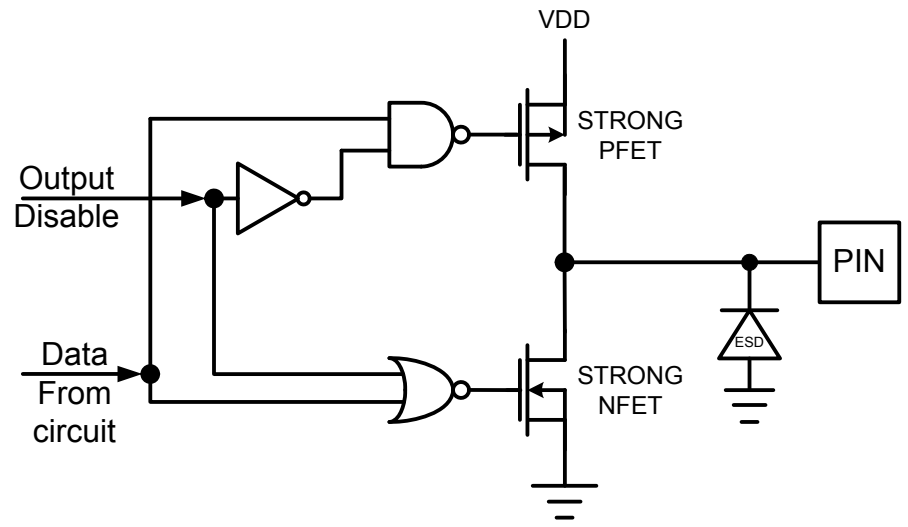 VDD
STRONG
PFET
Output
Disable
PIN
ESD
Data
From
circuit
STRONG
NFET